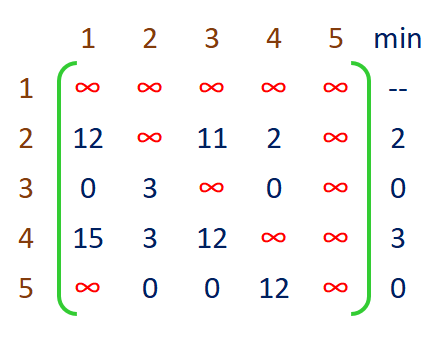 1 2 3 4 5 min
1 ∞ ∞ ∞ ∞ ∞ --
2 12 ∞ 11 2 ∞ 2
3 0 3 ∞ 0 ∞ 0
4 15 3 12 ∞ ∞ 3
5 ∞ 0 0 12 ∞ 0